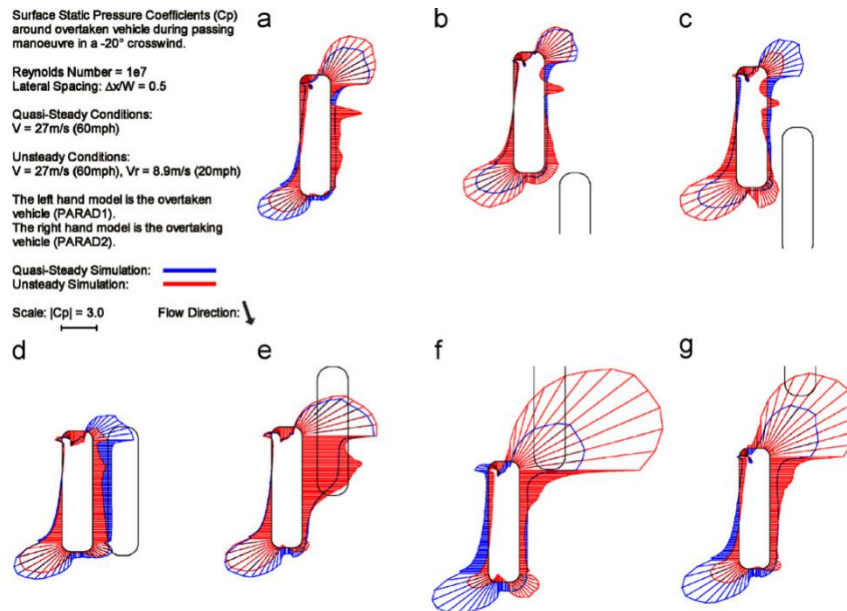 Surface Static Pressure Coefficients (Cp)
around overtaken vehicle during passing
manoeuvre in a -20° crosswind.
Reynolds Number = 1e7
Lateral Spacing: Δx/W = 0.5
Quasi-Steady Conditions:
V = 27m/s (60mph)
Unsteady Conditions:
V = 27m/s (60mph), Vr = 8.9m/s (20mph)
The left hand model is the overtaken
vehicle (PARAD1).
The right hand model is the overtaking
vehicle (PARAD2).
Quasi-Steady Simulation:
Unsteady Simulation:
Scale: |Cp| = 3.0 Flow Direction:
a
b
c
d
e
f
g